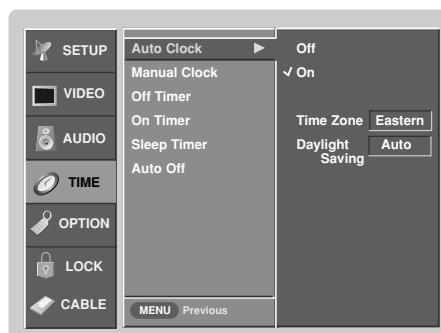 SETUP
VIDEO
AUDIO
TIME
OPTION
LOCK
CABLE
Auto Clock
Manual Clock
Off Timer
On Timer
Sleep Timer
Auto Off
MENU Previous
Off
✓ On
Time Zone Eastern
Daylight Auto
Saving